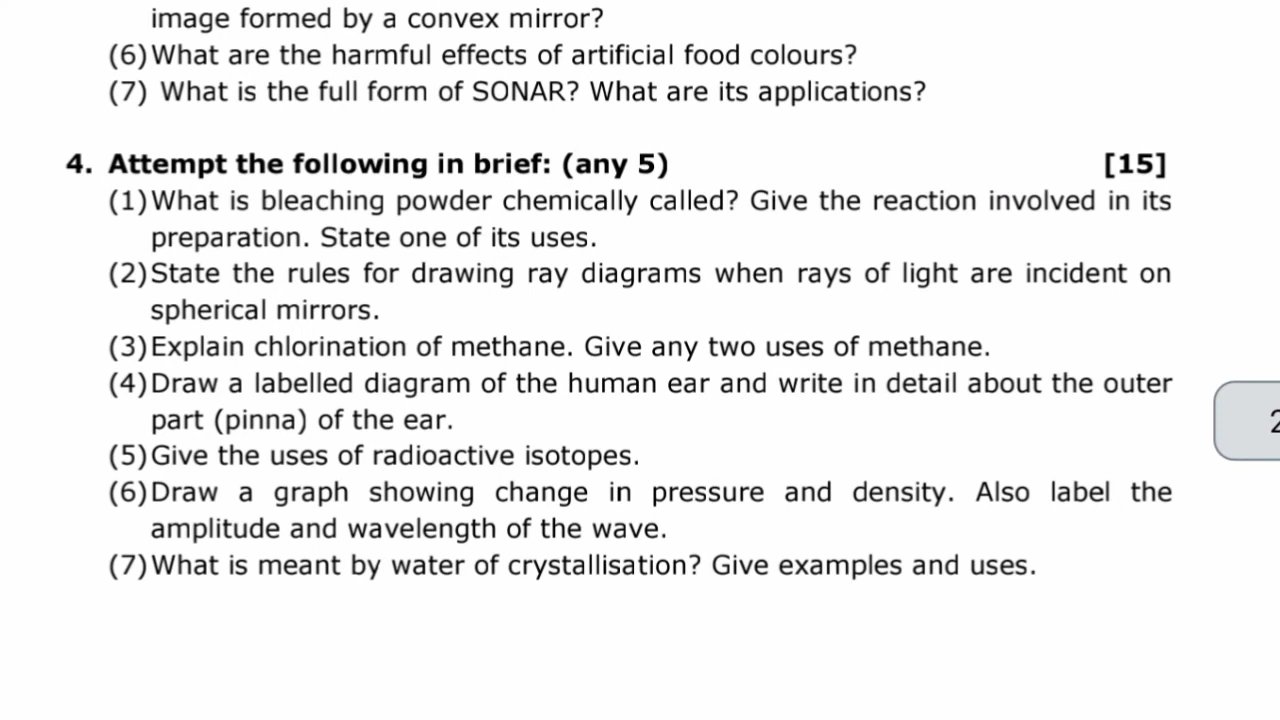 image formed by a convex mirror?
(6) What are the harmful effects of artificial food colours?
(7) What is the full form of SONAR? What are its applications?
4. Attempt the following in brief: (any 5) [15]
(1) What is bleaching powder chemically called? Give the reaction involved in its
preparation. State one of its uses.
(2) State the rules for drawing ray diagrams when rays of light are incident on
spherical mirrors.
(3) Explain chlorination of methane. Give any two uses of methane.
(4) Draw a labelled diagram of the human ear and write in detail about the outer
part (pinna) of the ear.
2
(5) Give the uses of radioactive isotopes.
(6) Draw a graph showing change in pressure and density. Also label the
amplitude and wavelength of the wave.
(7) What is meant by water of crystallisation? Give examples and uses.